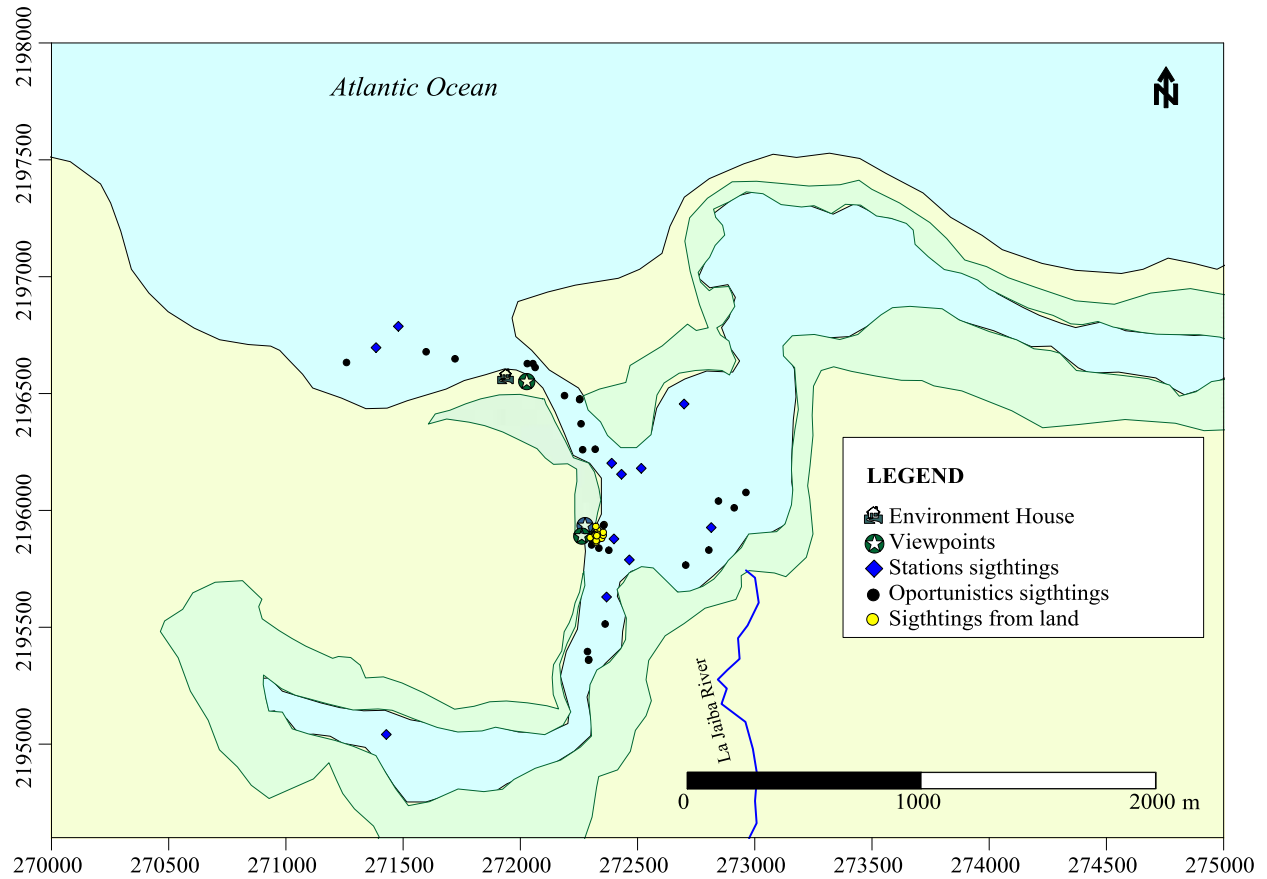 Atlantic Ocean
N
2198000
2197500
2197000
2196500
2196000
2195500
2195000
LEGEND
Environment House
Viewpoints
Stations sigthtings
Oportunistics sigthtings
Sigthtings from land
La Jaiba River
0 1000 2000 m
270000 270500 271000 271500 272000 272500 273000 273500 274000 274500 275000